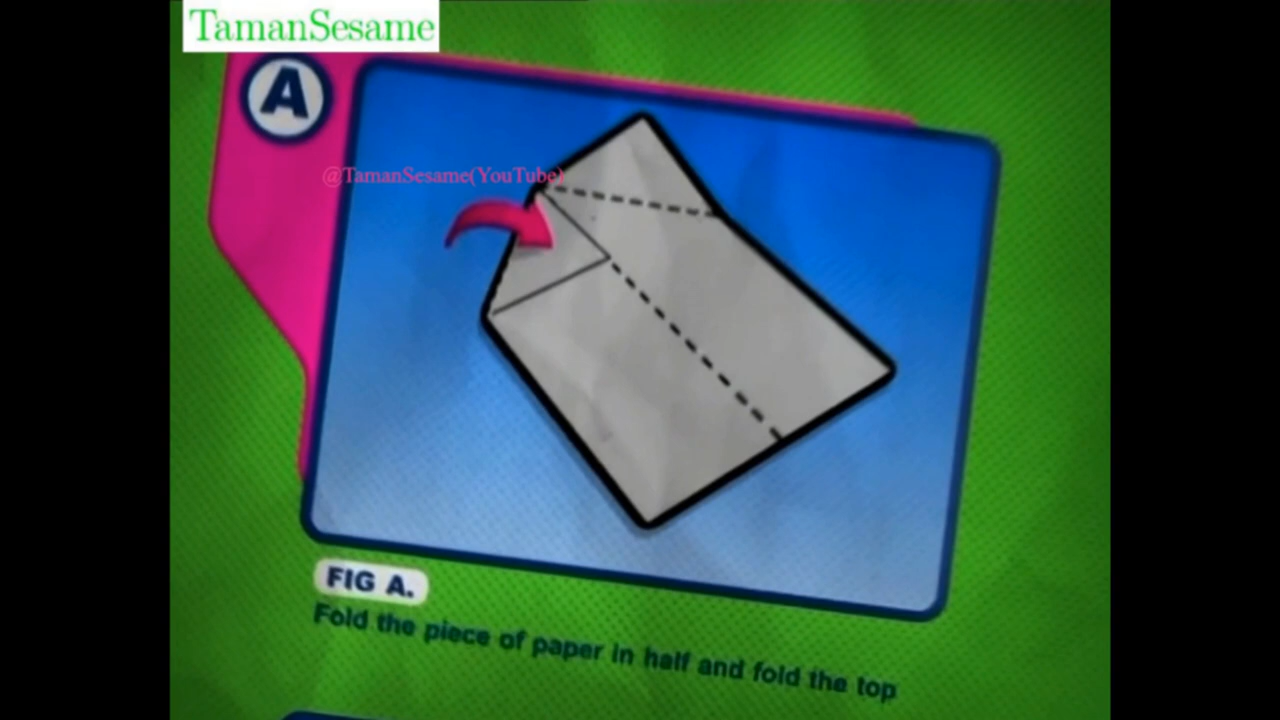 TamanSesame
A
@TamanSesame(YouTube)
FIG A.
Fold the piece of paper in half and fold the top